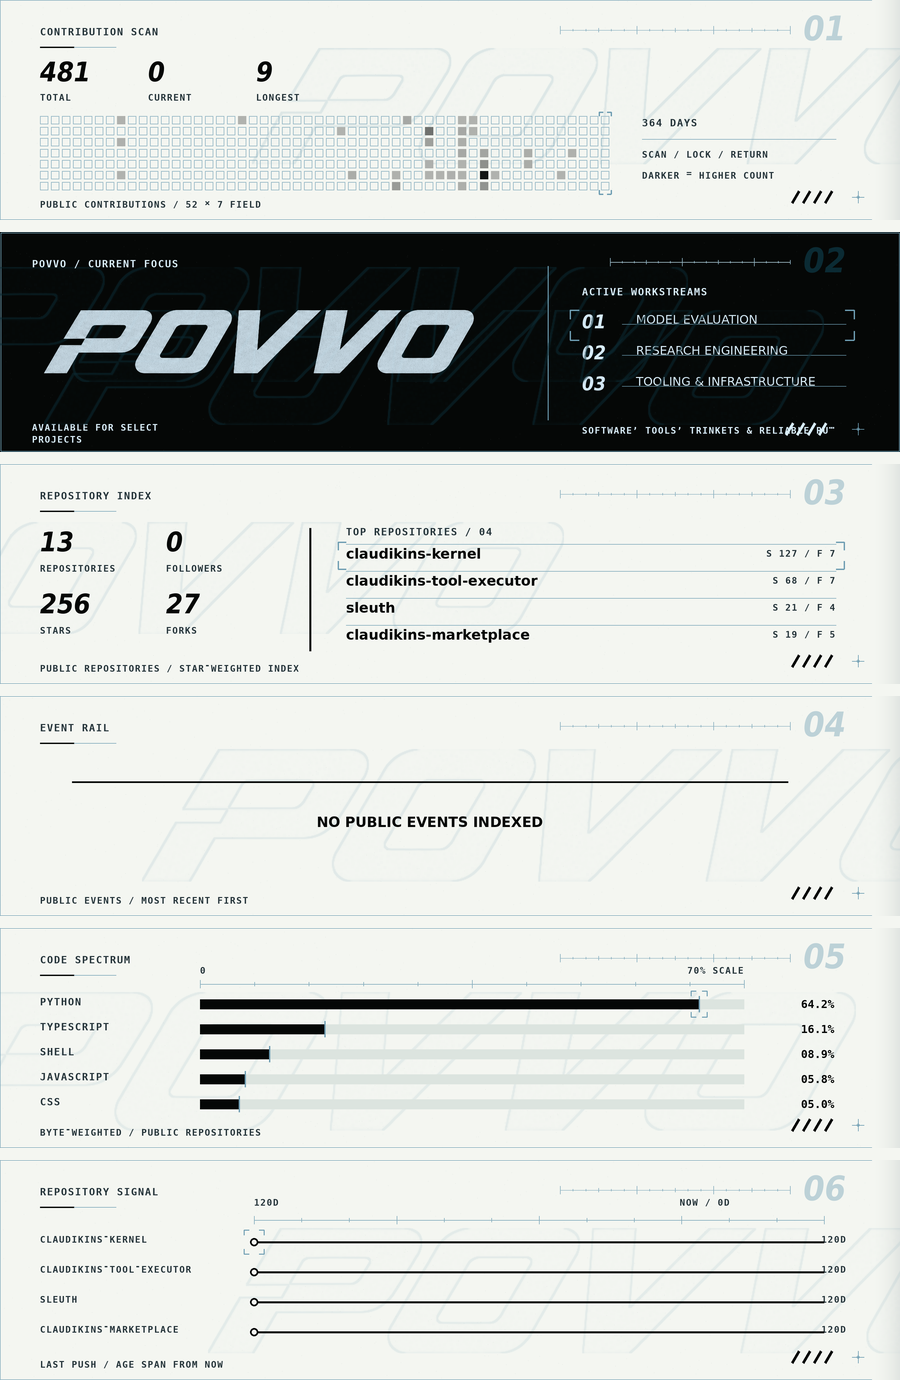 CONTRIBUTION SCAN
01
481 0 9
TOTAL CURRENT LONGEST
364 DAYS
SCAN / LOCK / RETURN
DARKER = HIGHER COUNT
PUBLIC CONTRIBUTIONS / 52 × 7 FIELD
POVVO / CURRENT FOCUS
02
POVVO
ACTIVE WORKSTREAMS
01 MODEL EVALUATION
02 RESEARCH ENGINEERING
03 TOOLING & INFRASTRUCTURE
AVAILABLE FOR SELECT
PROJECTS
SOFTWARE' TOOLS' TRINKETS &
REPOSITORY INDEX
03
13 0
REPOSITORIES FOLLOWERS
256 27
STARS FORKS
TOP REPOSITORIES / 04
claudikins-kernel S 127 / F 7
claudikins-tool-executor S 68 / F 7
sleuth S 21 / F 4
claudikins-marketplace S 19 / F 5
PUBLIC REPOSITORIES / STAR-WEIGHTED INDEX
EVENT RAIL
04
NO PUBLIC EVENTS INDEXED
PUBLIC EVENTS / MOST RECENT FIRST
CODE SPECTRUM
05
0 70% SCALE
PYTHON 64.2%
TYPESCRIPT 16.1%
SHELL 08.9%
JAVASCRIPT 05.8%
CSS 05.0%
BYTE-WEIGHTED / PUBLIC REPOSITORIES
REPOSITORY SIGNAL
06
120D NOW / 0D
CLAUDIKINS-KERNEL 120D
CLAUDIKINS-TOOL-EXECUTOR 120D
SLEUTH 120D
CLAUDIKINS-MARKETPLACE 120D
LAST PUSH / AGE SPAN FROM NOW